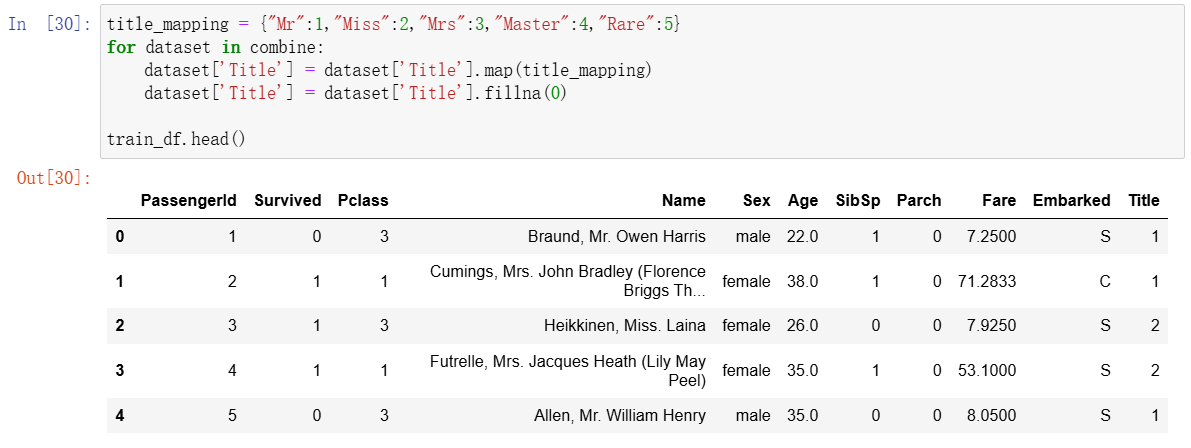 In [30]: title_mapping = {"Mr":1,"Miss":2,"Mrs":3,"Master":4,"Rare":5}
for dataset in combine:
    dataset['Title'] = dataset['Title'].map(title_mapping)
    dataset['Title'] = dataset['Title'].fillna(0)
train_df.head()
Out[30]:
PassengerId Survived Pclass Name Sex Age SibSp Parch Fare Embarked Title
0 1 0 3 Braund, Mr. Owen Harris male 22.0 1 0 7.2500 S 1
1 2 1 1 Cumings, Mrs. John Bradley (Florence
Briggs Th... female 38.0 1 0 71.2833 C 1
2 3 1 3 Heikkinen, Miss. Laina female 26.0 0 0 7.9250 S 2
3 4 1 1 Futrelle, Mrs. Jacques Heath (Lily May
Peel) female 35.0 1 0 53.1000 S 2
4 5 0 3 Allen, Mr. William Henry male 35.0 0 0 8.0500 S 1